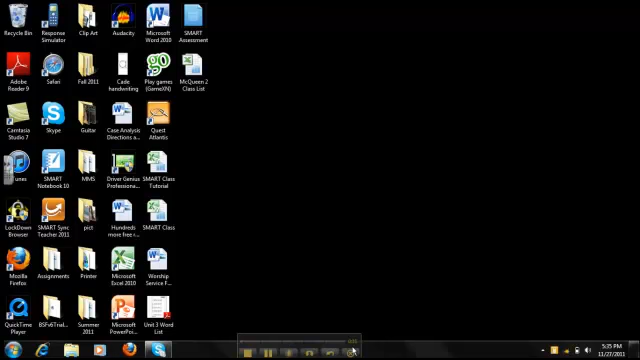 Recycle Bin
Response
Simulator
Clip Art
Audacity
Microsoft
Word 2010
SMART
Assessment
Adobe
Reader 9
Safari
Fall 2011
Cade
handwriting
Play games
(GameXN)
McQueen 2
Class List
Camtasia
Studio 7
Skype
Guitar
Case Analysis
Directions a...
Quest
Atlantis
iTunes
SMART
Notebook 10
MMS
Driver Genius
Professiona...
SMART Class
Tutorial
LockDown
Browser
SMART Sync
Teacher 2011
pict
Hundreds
more free r...
SMART Class
Mozilla
Firefox
Assignments
Printer
Microsoft
Excel 2010
Worship
Service F...
QuickTime
Player
BSFv6Trial...
Summer
2011
Microsoft
PowerPoi...
Unit 3 Word
List
5:35 PM
11/27/2011